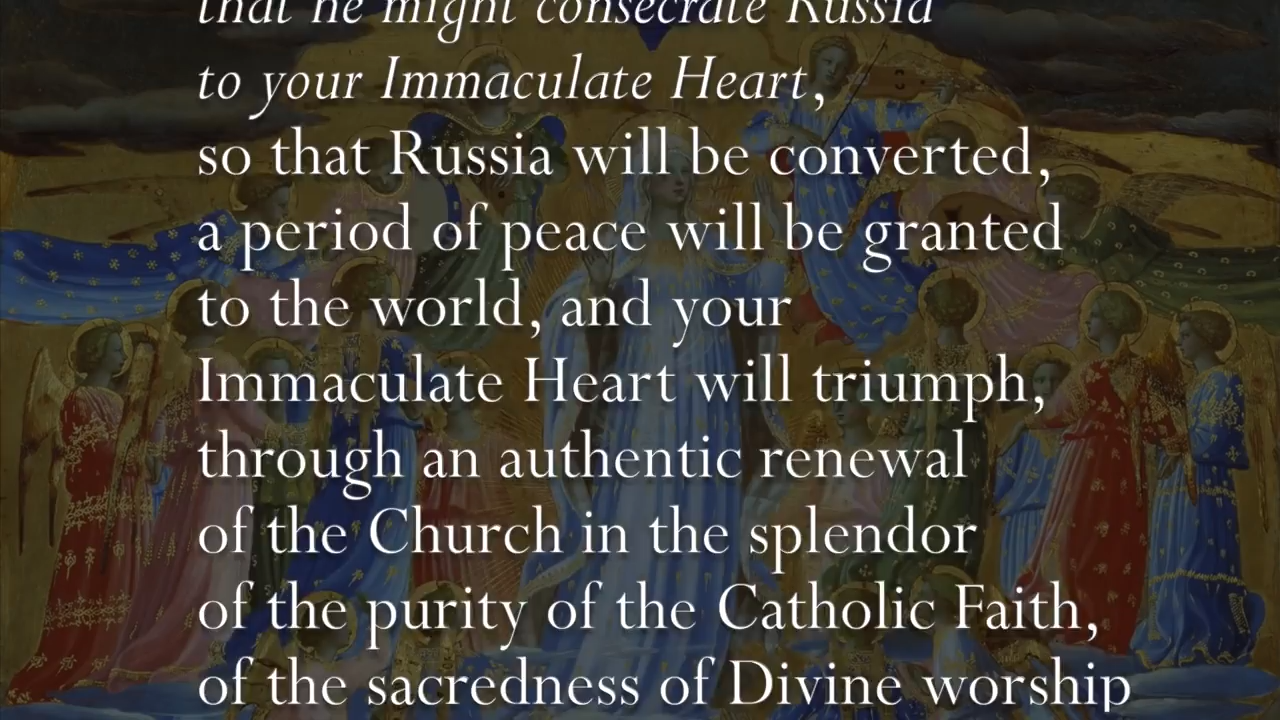 that he might consecrate Russia
to your Immaculate Heart,
so that Russia will be converted,
a period of peace will be granted
to the world, and your
Immaculate Heart will triumph,
through an authentic renewal
of the Church in the splendor
of the purity of the Catholic Faith,
of the sacredness of Divine worship